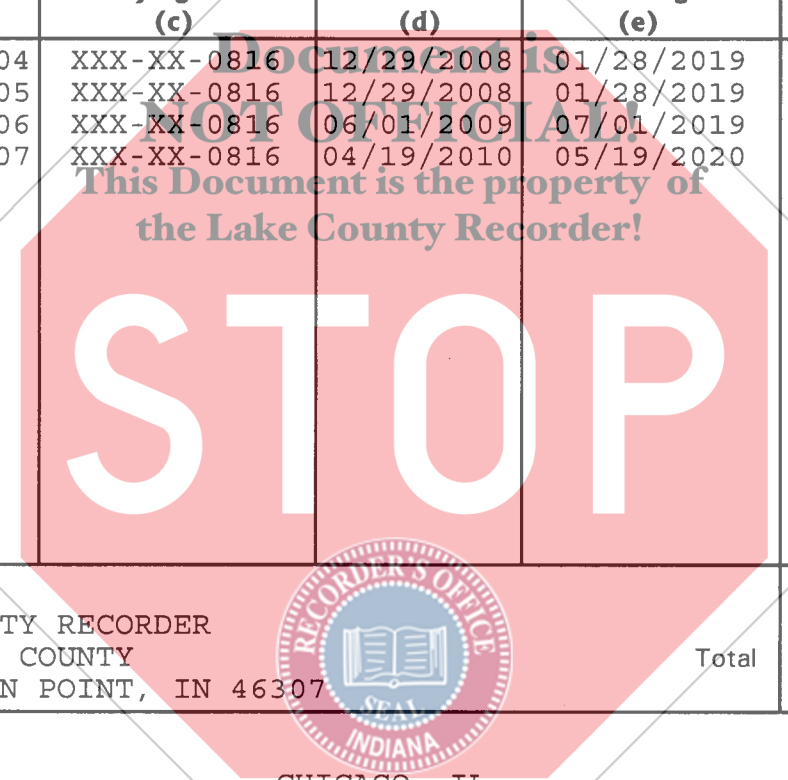 (c) (d) (e)
04 XXX-XX-0816 12/29/2008 01/28/2019
05 XXX-XX-0816 12/29/2008 01/28/2019
06 XXX-XX-0816 06/01/2009 07/01/2019
07 XXX-XX-0816 04/19/2010 05/19/2020
Document is
NOT OFFICIAL!
This Document is the property of
the Lake County Recorder!
STOP
RECORDER'S OFFICE
SEAL
INDIANA
TY RECORDER
COUNTY
Total
N POINT, IN 46307
CHICAGO, IL